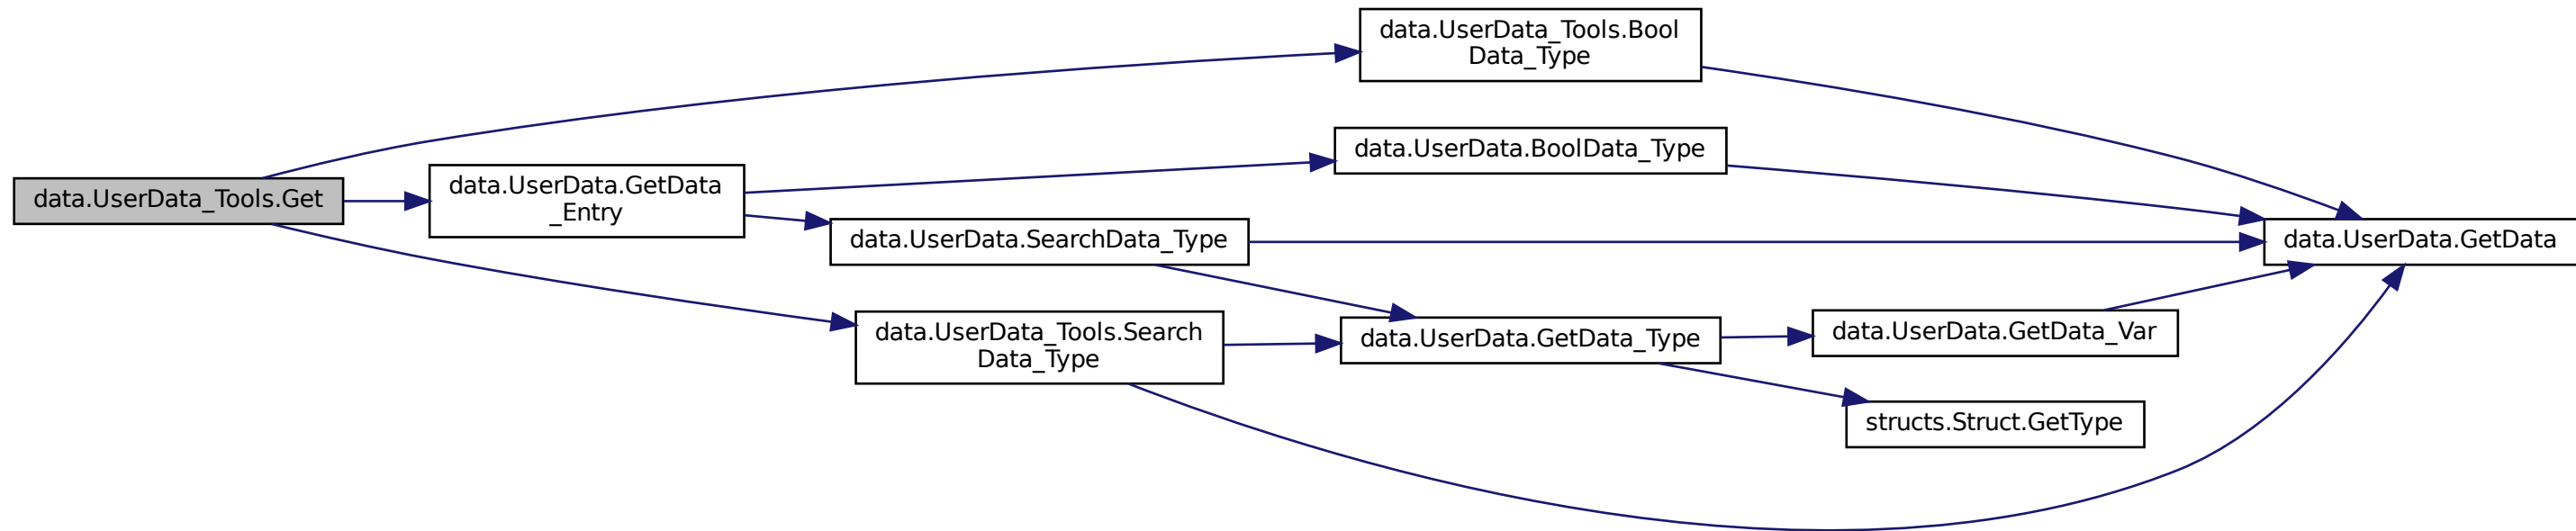 data.UserData_Tools.Get
data.UserData.GetData
_Entry
data.UserData_Tools.Bool
Data_Type
data.UserData.BoolData_Type
data.UserData.SearchData_Type
data.UserData_Tools.Search
Data_Type
data.UserData.GetData_Type
data.UserData.GetData_Var
structs.Struct.GetType
data.UserData.GetData